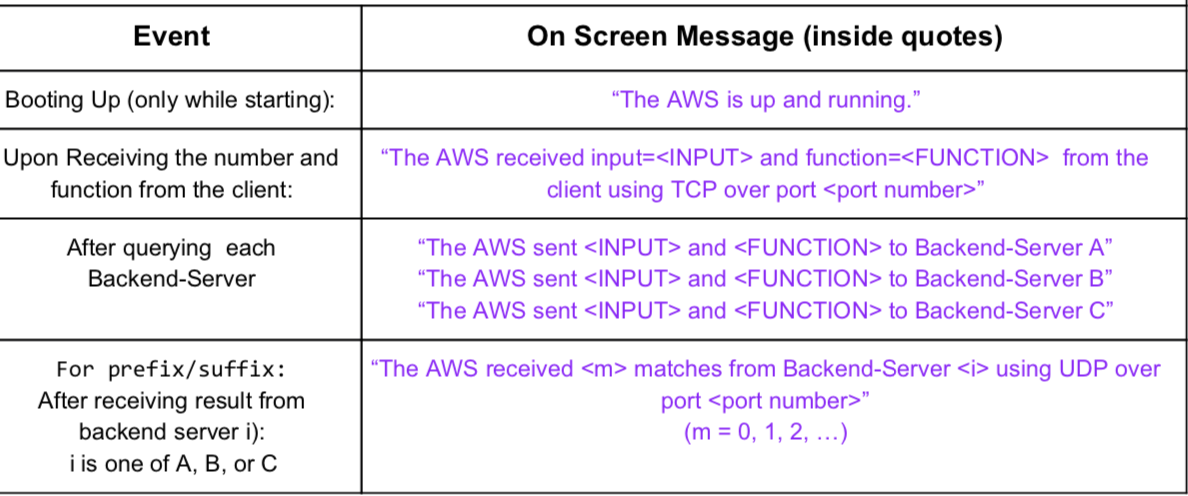 Event
On Screen Message (inside quotes)
Booting Up (only while starting):
“The AWS is up and running.”
Upon Receiving the number and
function from the client:
“The AWS received input=<INPUT> and function=<FUNCTION>  from the
client using TCP over port <port number>”
After querying  each
Backend-Server
“The AWS sent <INPUT> and <FUNCTION> to Backend-Server A”
“The AWS sent <INPUT> and <FUNCTION> to Backend-Server B”
“The AWS sent <INPUT> and <FUNCTION> to Backend-Server C”
For prefix/suffix:
After receiving result from
backend server i):
i is one of A, B, or C
“The AWS received <m> matches from Backend-Server <i> using UDP over
port <port number>”
(m = 0, 1, 2, …)